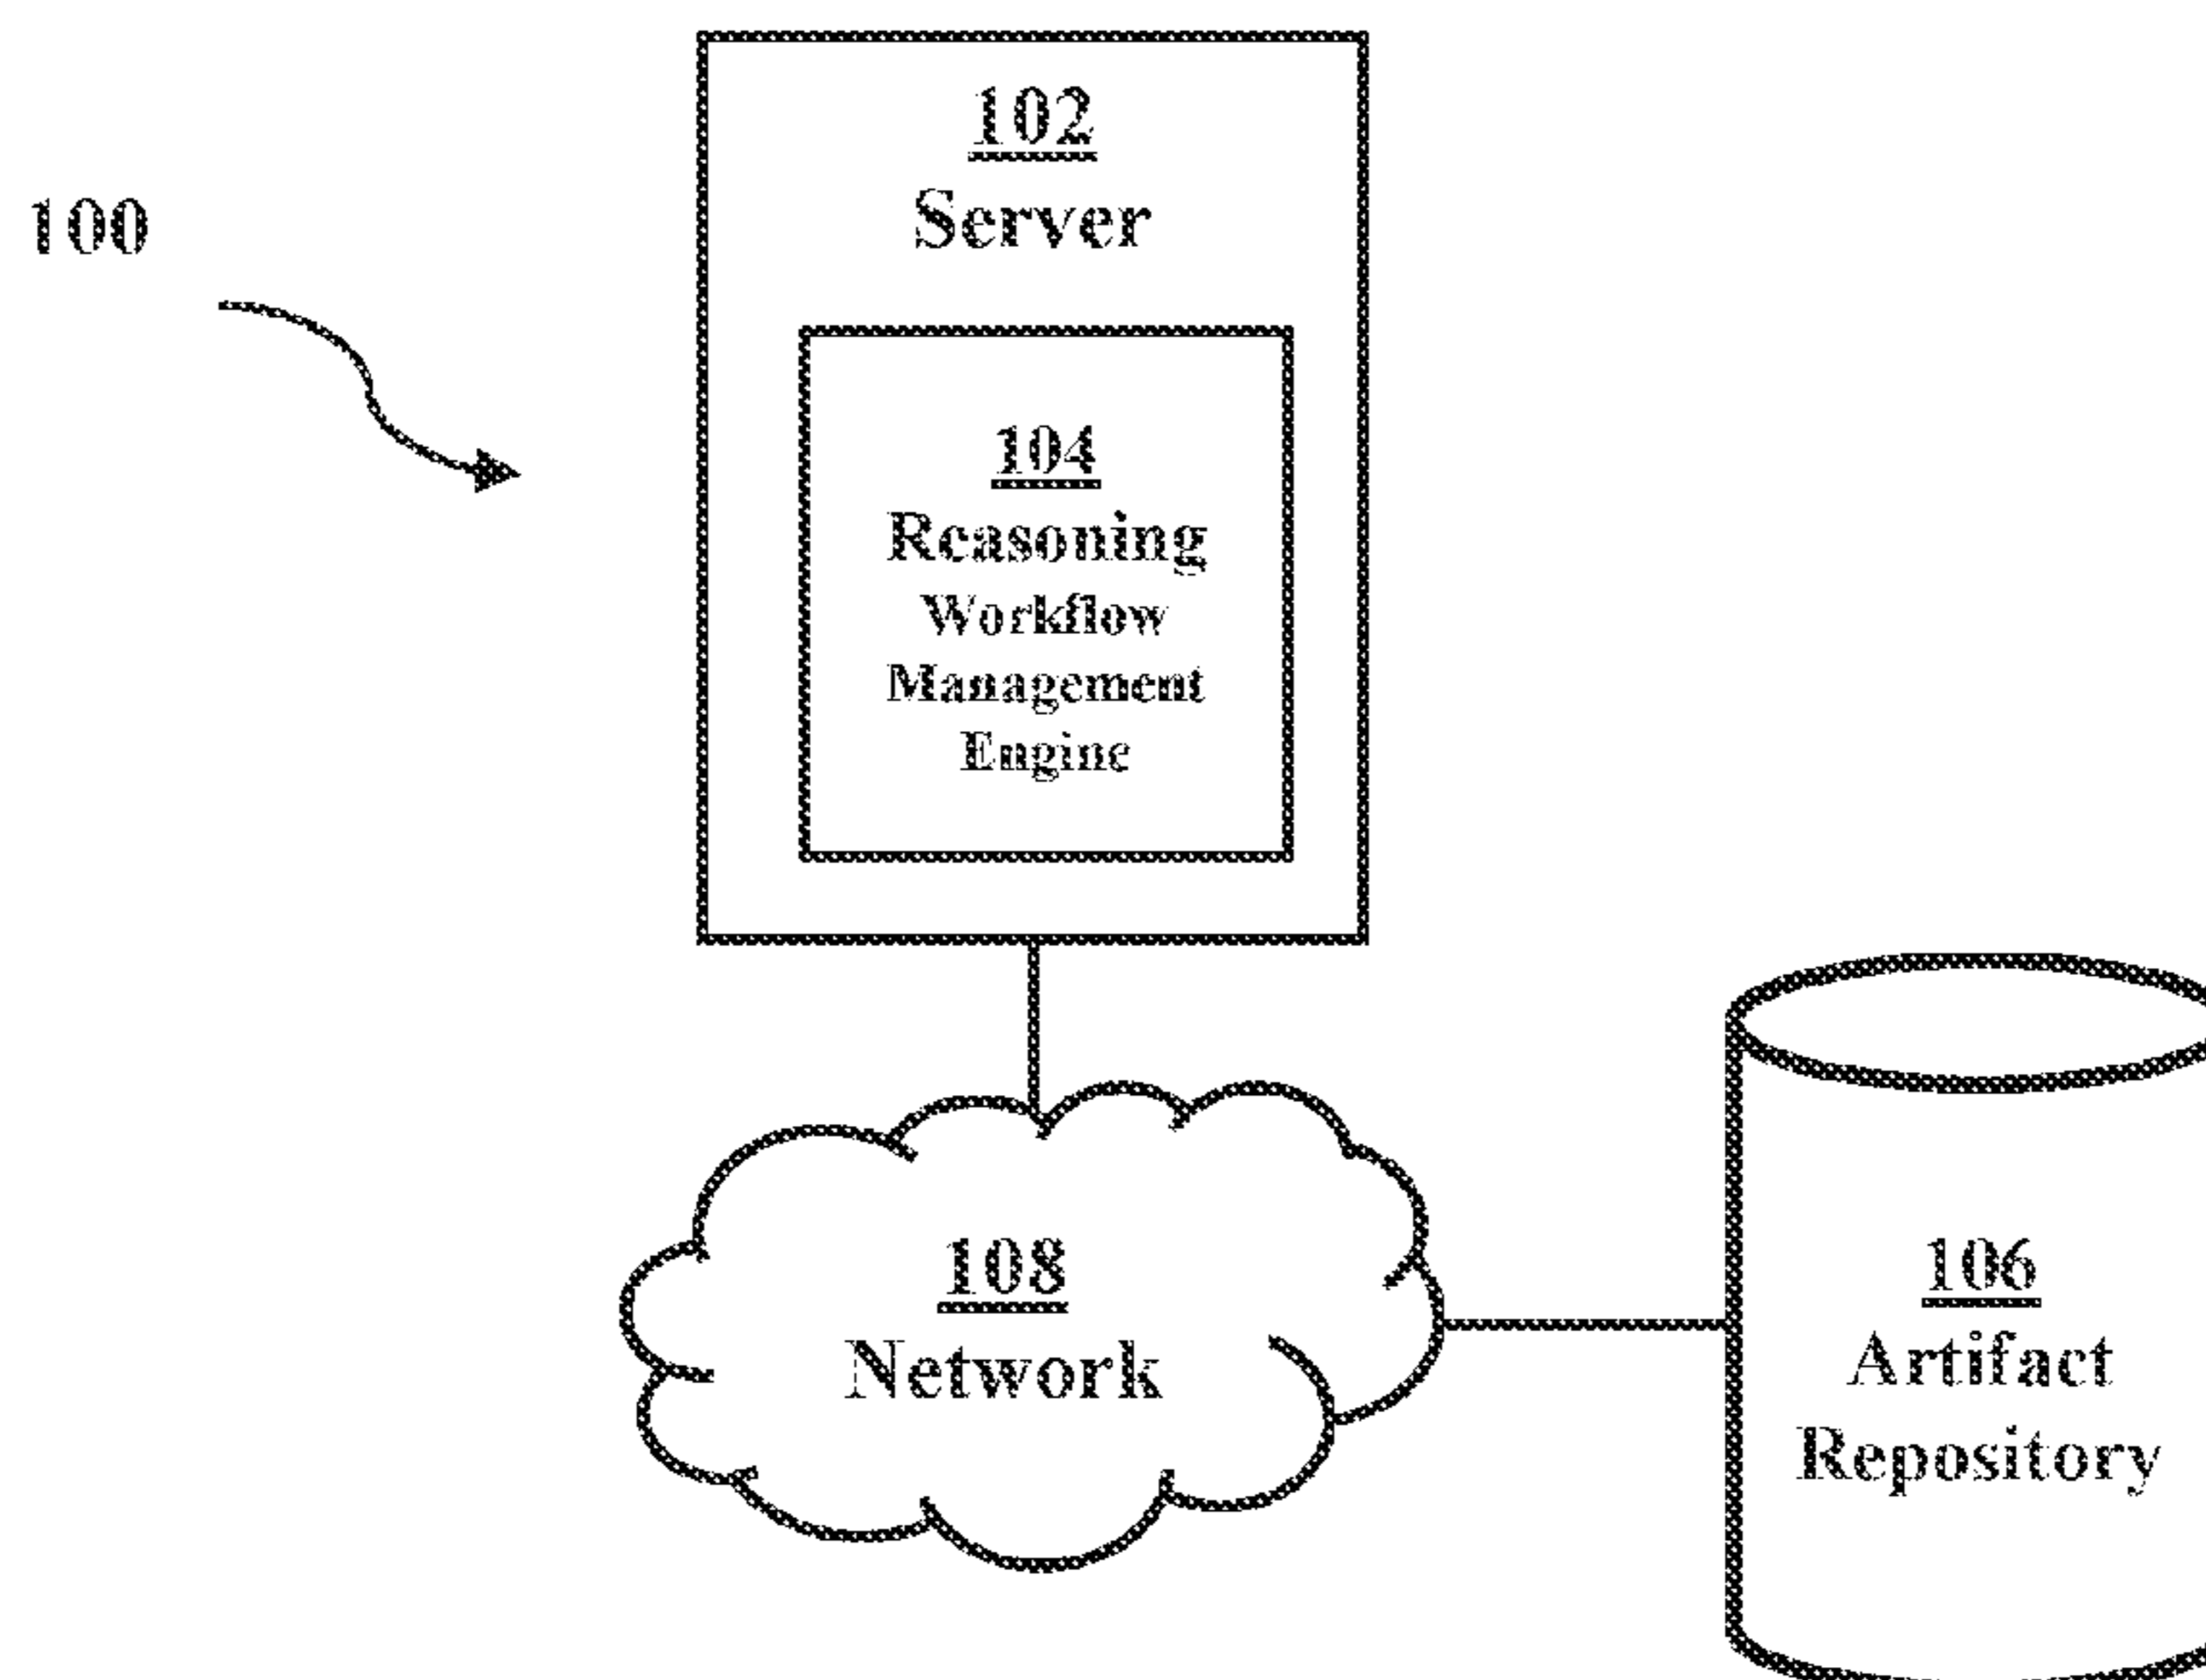 100
102
Server
104
Reasoning
Workflow
Management
Engine
108
Network
106
Artifact
Repository